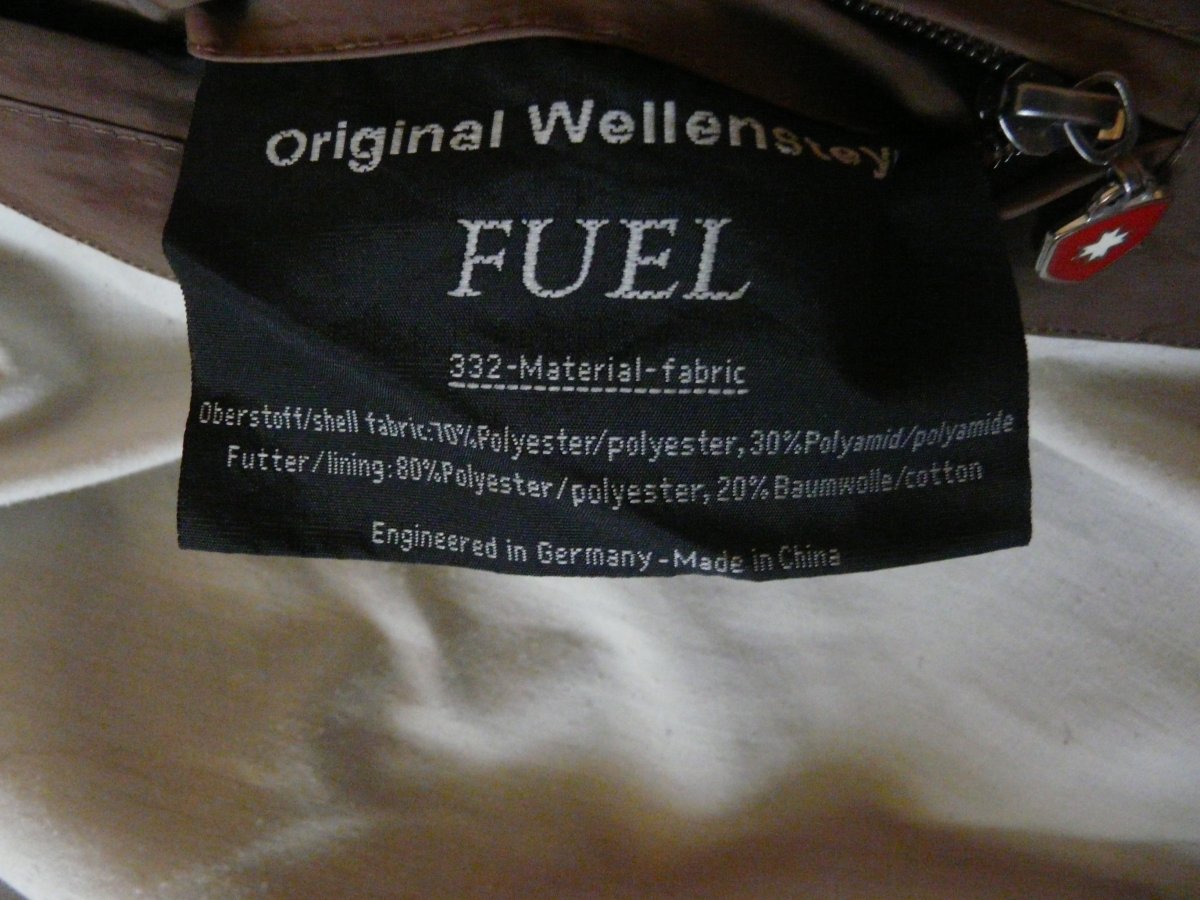 Original Wellensteyn
FUEL
332-Material-fabric
Oberstoff/shell fabric:70%Polyester/polyester, 30%Polyamid/polyamide
Futter/lining:80%Polyester/polyester, 20%Baumwolle/cotton
Engineered in Germany-Made in China